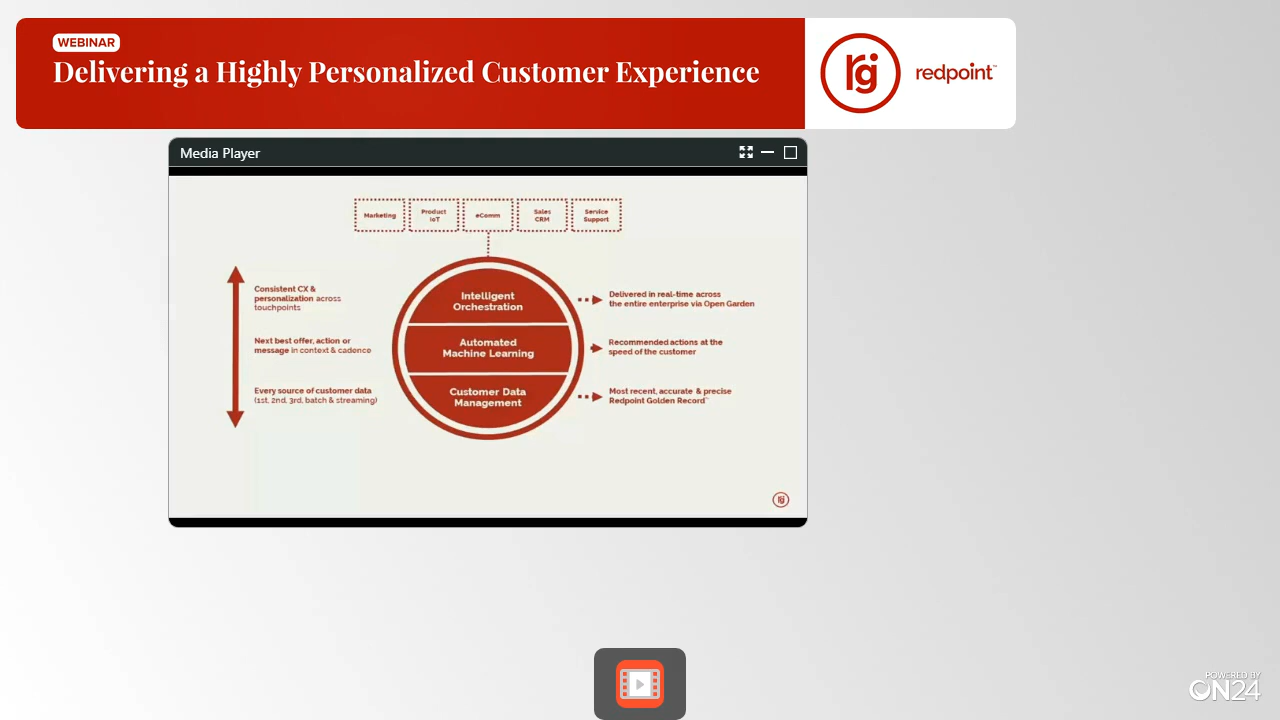 WEBINAR
Delivering a Highly Personalized Customer Experience
rg
redpoint™
Media Player
Marketing
Product
IoT
eComm
Sales
CRM
Service
Support
Consistent CX &
personalization across
touchpoints
Next best offer, action or
message in context & cadence
Every source of customer data
(1st, 2nd, 3rd, batch & streaming)
Intelligent
Orchestration
Automated
Machine Learning
Customer Data
Management
Delivered in real-time across
the entire enterprise via Open Garden
Recommended actions at the
speed of the customer
Most recent, accurate & precise
Redpoint Golden Record™
rg
POWERED BY
ON24